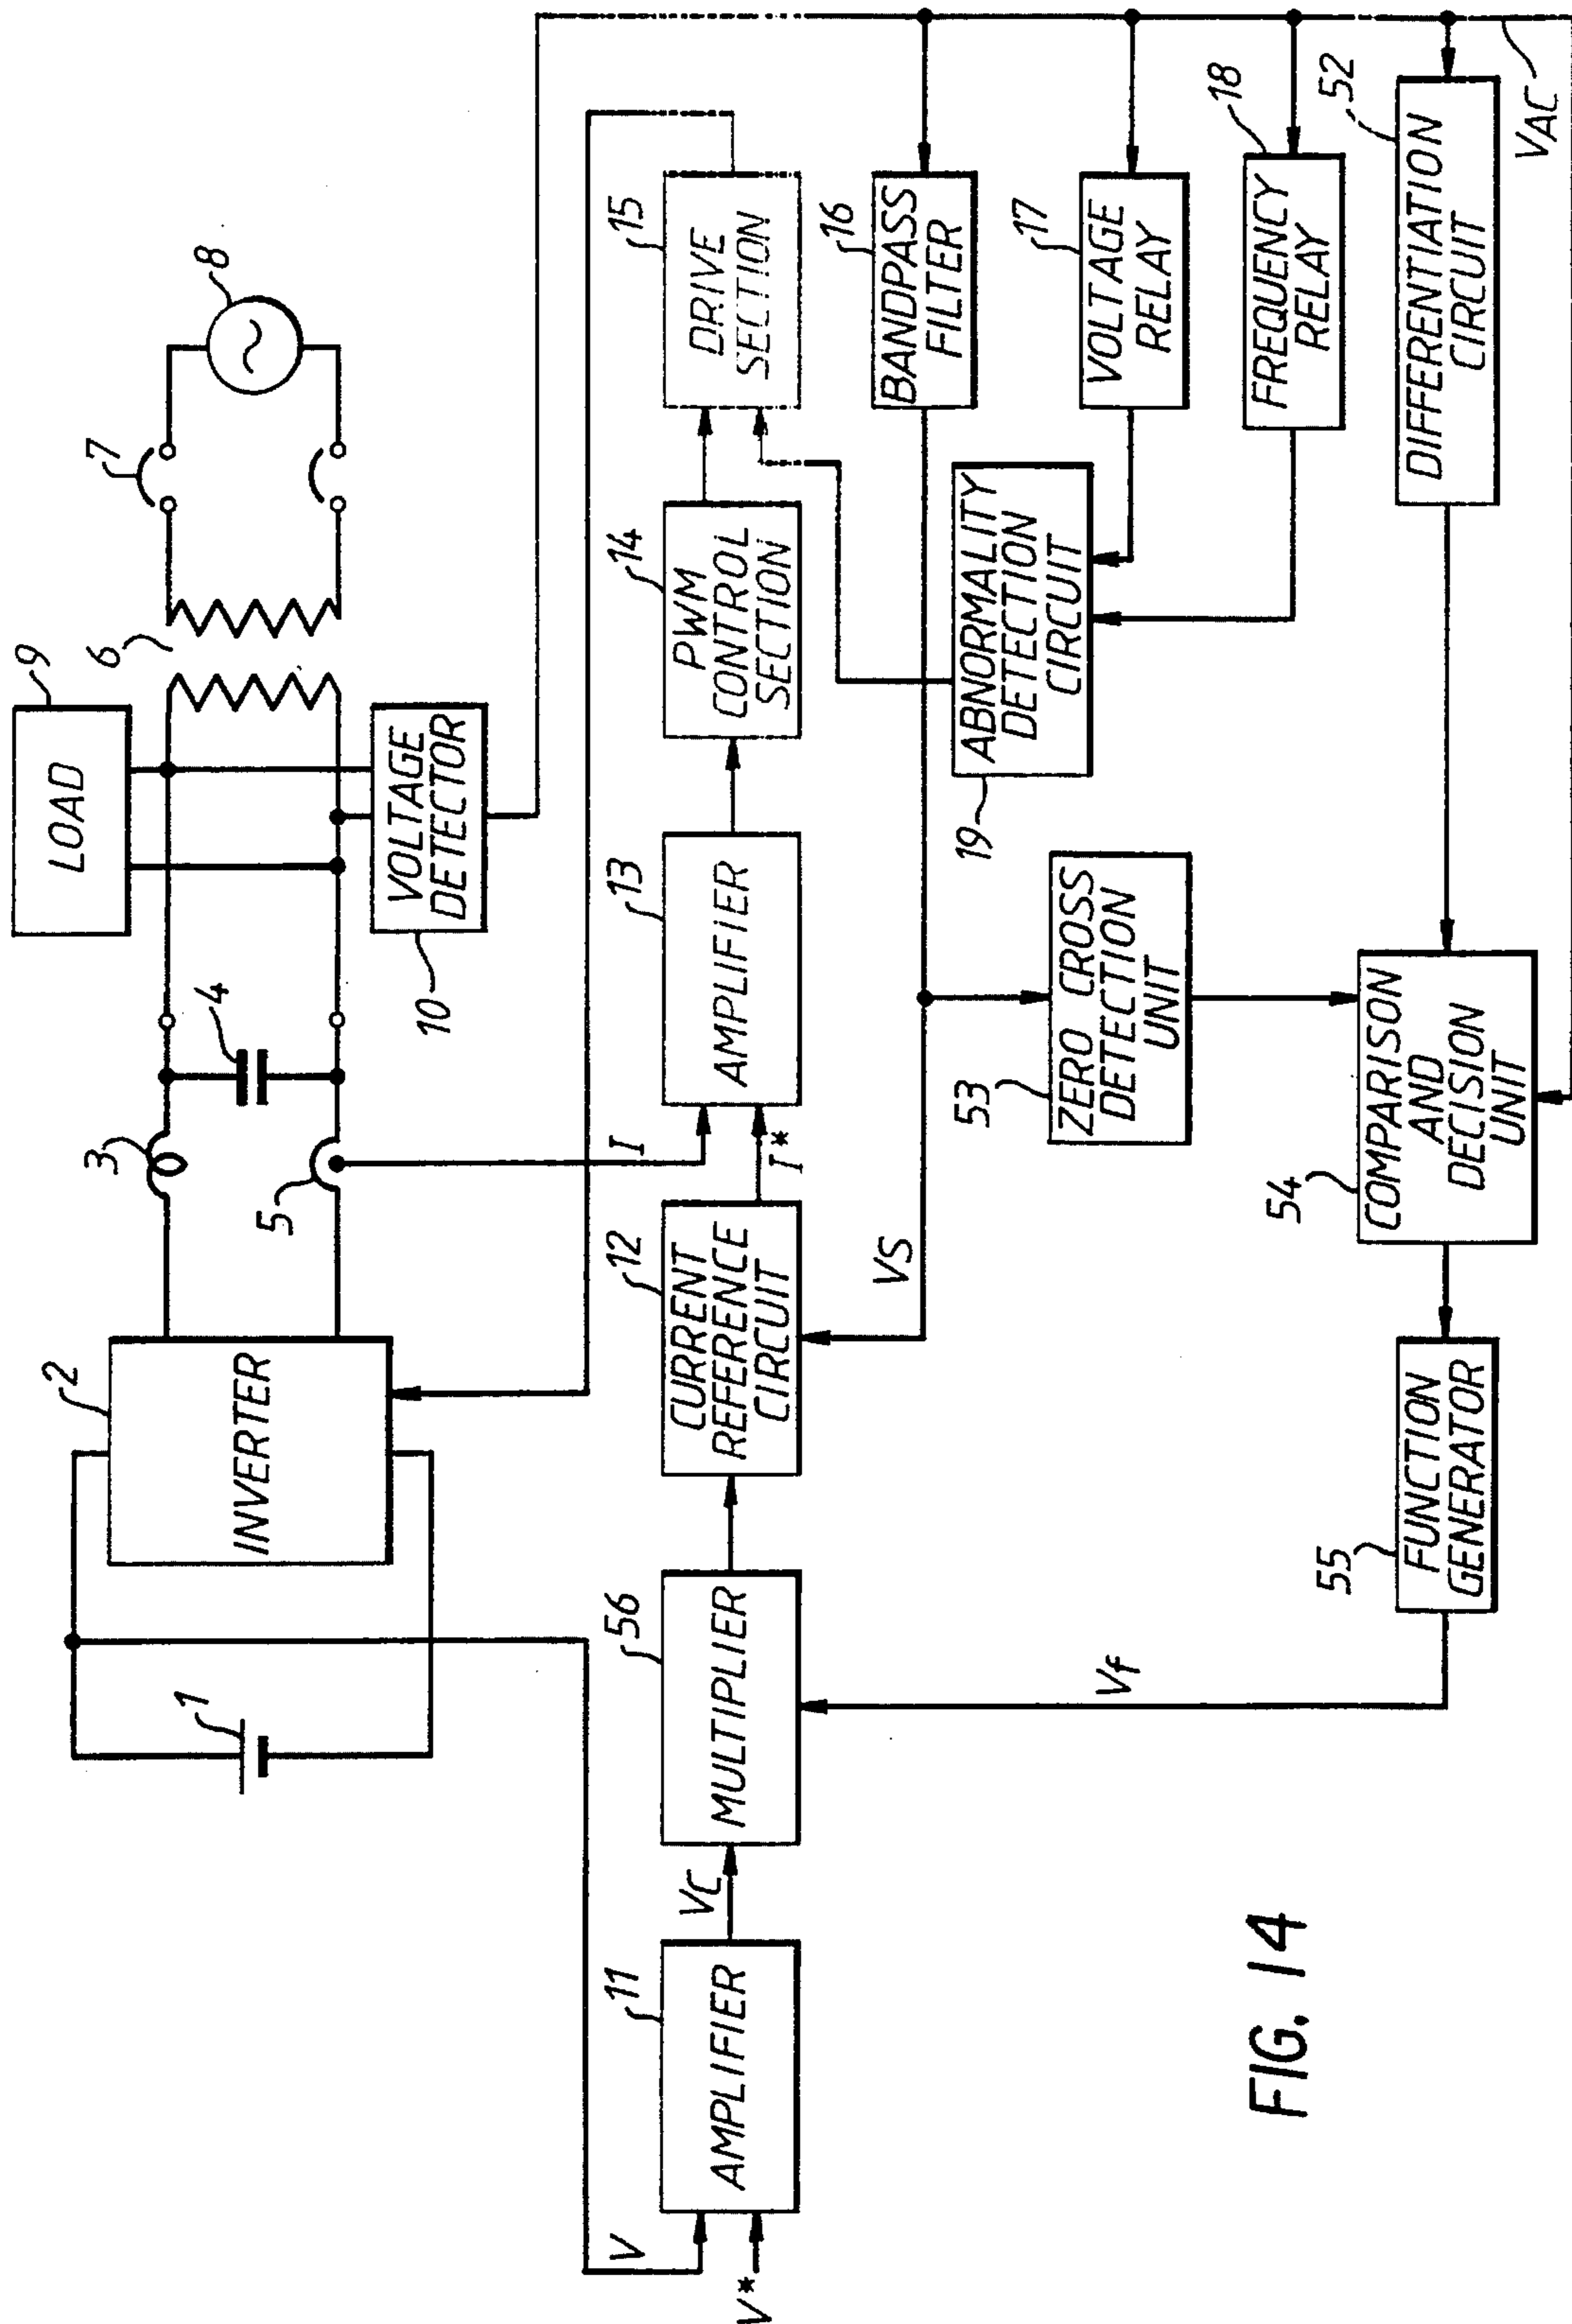 LOAD
9
6
7
8
INVERTER
2
1
3
4
5
VOLTAGE
DETECTOR
10
V
V*
AMPLIFIER
11
VC
MULTIPLIER
56
CURRENT
REFERENCE
CIRCUIT
12
I
I*
AMPLIFIER
13
PWM
CONTROL
SECTION
14
DRIVE
SECTION
15
VS
BANDPASS
FILTER
16
VOLTAGE
RELAY
17
FREQUENCY
RELAY
18
ABNORMALITY
DETECTION
CIRCUIT
19
ZERO CROSS
DETECTION
UNIT
53
DIFFERENTIATION
CIRCUIT
52
VAC
COMPARISON
AND
DECISION
UNIT
54
FUNCTION
GENERATOR
55
Vf
FIG. 14